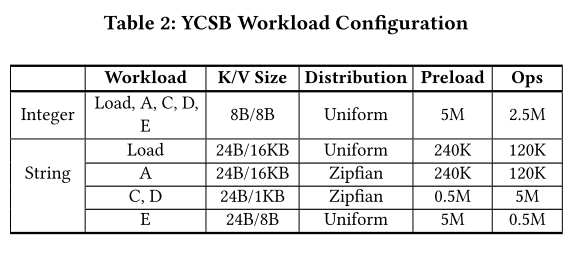 Table 2: YCSB Workload Configuration
Workload K/V Size Distribution Preload Ops
Integer Load, A, C, D, E 8B/8B Uniform 5M 2.5M
String Load 24B/16KB Uniform 240K 120K
A 24B/16KB Zipfian 240K 120K
C, D 24B/1KB Zipfian 0.5M 5M
E 24B/8B Uniform 5M 0.5M